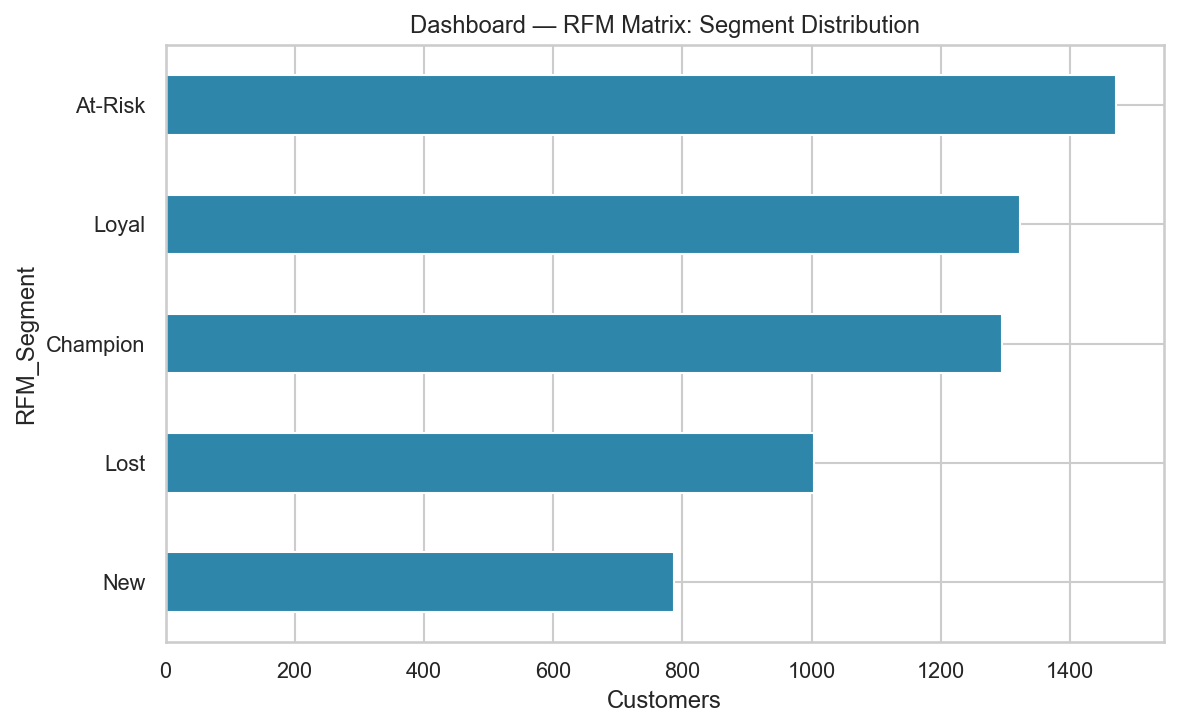 Dashboard — RFM Matrix: Segment Distribution
RFM_Segment
At-Risk
Loyal
Champion
Lost
New
0 200 400 600 800 1000 1200 1400
Customers